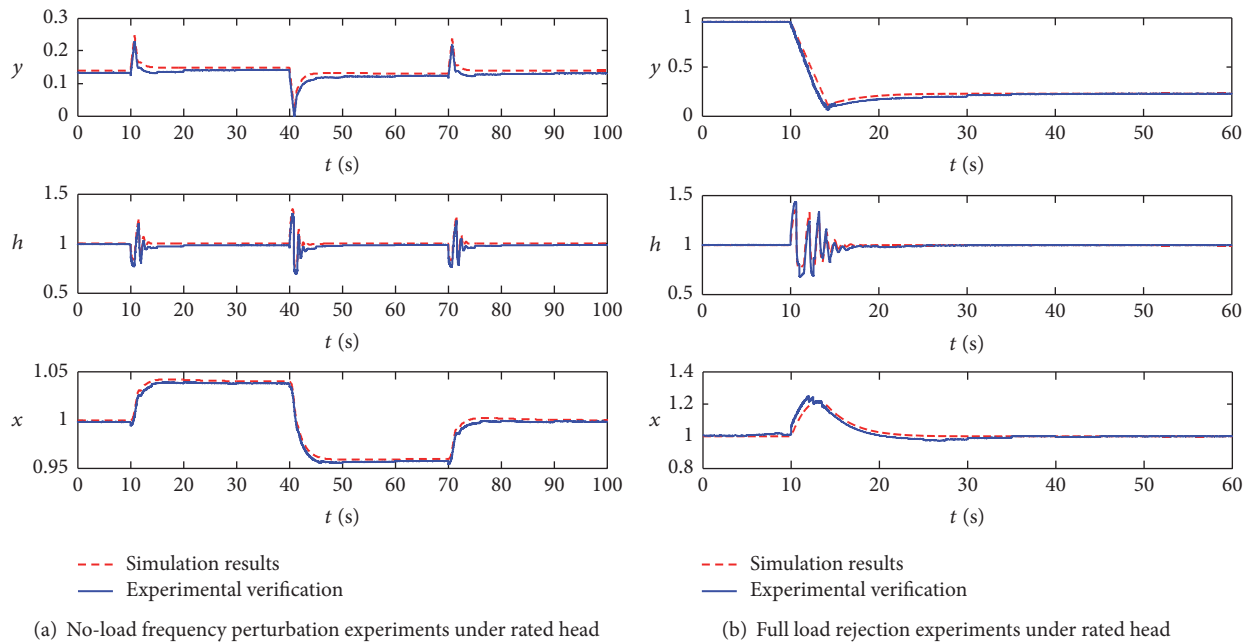 0.3
0.2
0.1
0
y
0 10 20 30 40 50 60 70 80 90 100
t (s)
1.5
1
0.5
h
0 10 20 30 40 50 60 70 80 90 100
t (s)
1.05
1
0.95
x
0 10 20 30 40 50 60 70 80 90 100
t (s)
Simulation results
Experimental verification
(a) No-load frequency perturbation experiments under rated head
1
0.5
0
y
0 10 20 30 40 50 60
t (s)
1.5
1
0.5
h
0 10 20 30 40 50 60
t (s)
1.4
1.2
1
0.8
x
0 10 20 30 40 50 60
t (s)
Simulation results
Experimental verification
(b) Full load rejection experiments under rated head